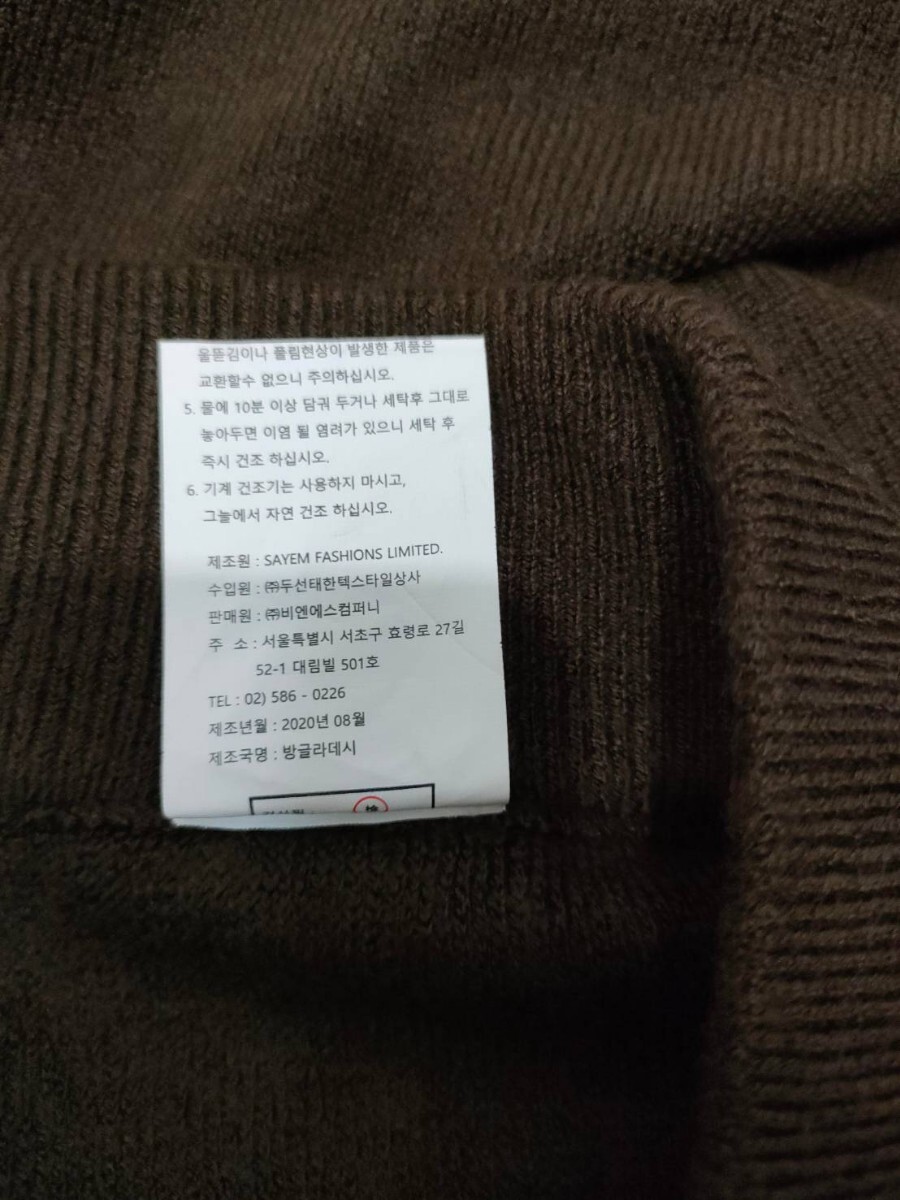 올뜯김이나 풀림현상이 발생한 제품은
교환할수 없으니 주의하십시오.
5. 물에 10분 이상 담궈 두거나 세탁후 그대로
놓아두면 이염 될 염려가 있으니 세탁 후
즉시 건조 하십시오.
6. 기계 건조기는 사용하지 마시고,
그늘에서 자연 건조 하십시오.
제조원 : SAYEM FASHIONS LIMITED.
수입원 : ㈜두선태한텍스타일상사
판매원 : ㈜비엔에스컴퍼니
주 소 : 서울특별시 서초구 효령로 27길
52-1 대림빌 501호
TEL : 02) 586 - 0226
제조년월 : 2020년 08월
제조국명 : 방글라데시